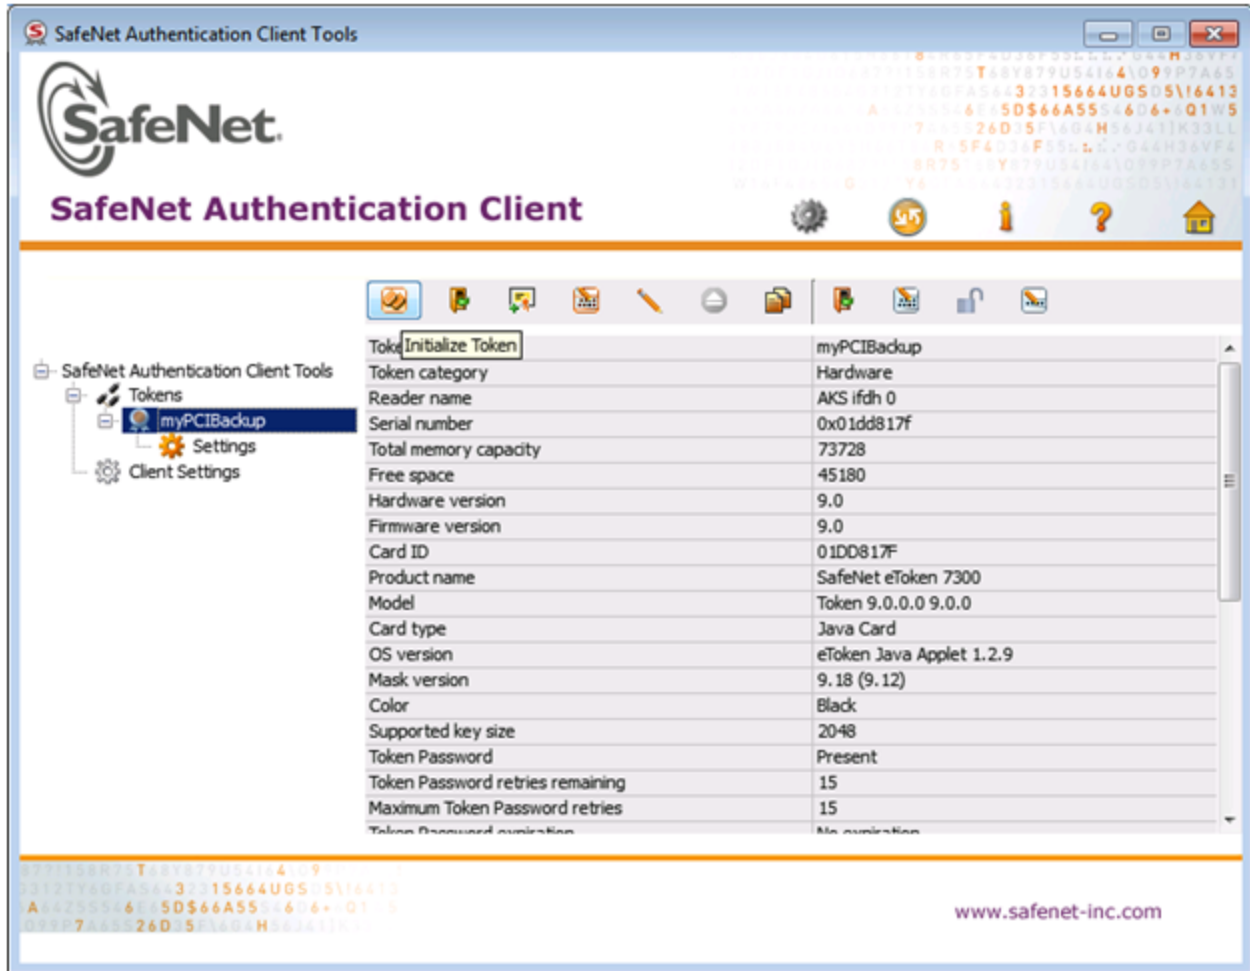 SafeNet Authentication Client Tools
SafeNet.
SafeNet Authentication Client
Initialize Token
SafeNet Authentication Client Tools
Tokens
myPCIBackup
Settings
Client Settings
myPCIBackup
Token category Hardware
Reader name AKS ifdh 0
Serial number 0x01dd817f
Total memory capacity 73728
Free space 45180
Hardware version 9.0
Firmware version 9.0
Card ID 01DD817F
Product name SafeNet eToken 7300
Model Token 9.0.0.0 9.0.0
Card type Java Card
OS version eToken Java Applet 1.2.9
Mask version 9.18 (9.12)
Color Black
Supported key size 2048
Token Password Present
Token Password retries remaining 15
Maximum Token Password retries 15
Token Password expiration No expiration
www.safenet-inc.com